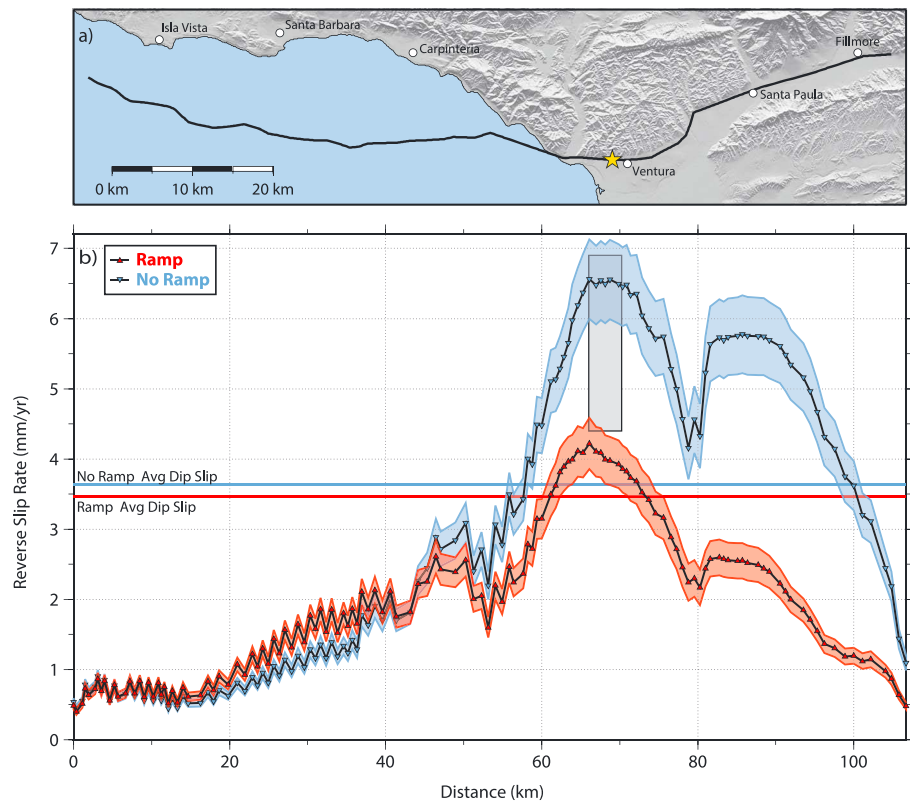 a)
Isla Vista
Santa Barbara
Carpinteria
Fillmore
Santa Paula
Ventura
0 km
10 km
20 km
b)
Ramp
No Ramp
7
6
5
4
3
2
1
0
Reverse Slip Rate (mm/yr)
No Ramp Avg Dip Slip
Ramp Avg Dip Slip
0
20
40
60
80
100
Distance (km)